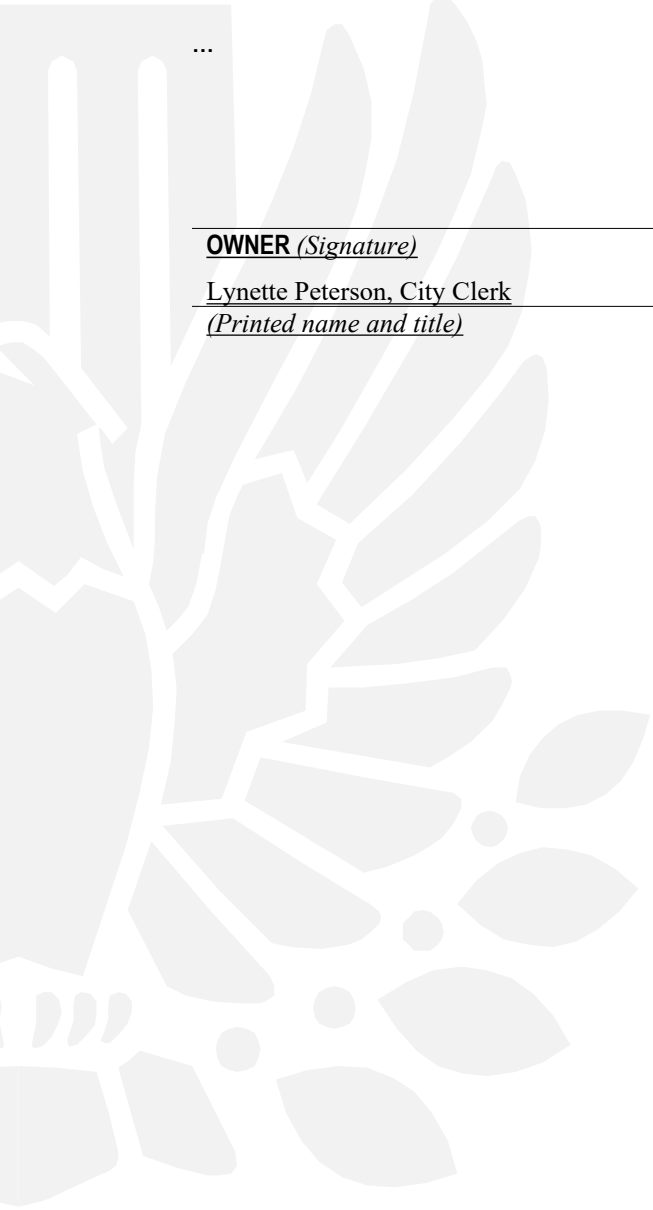 ...
OWNER (Signature)
Lynette Peterson, City Clerk
(Printed name and title)